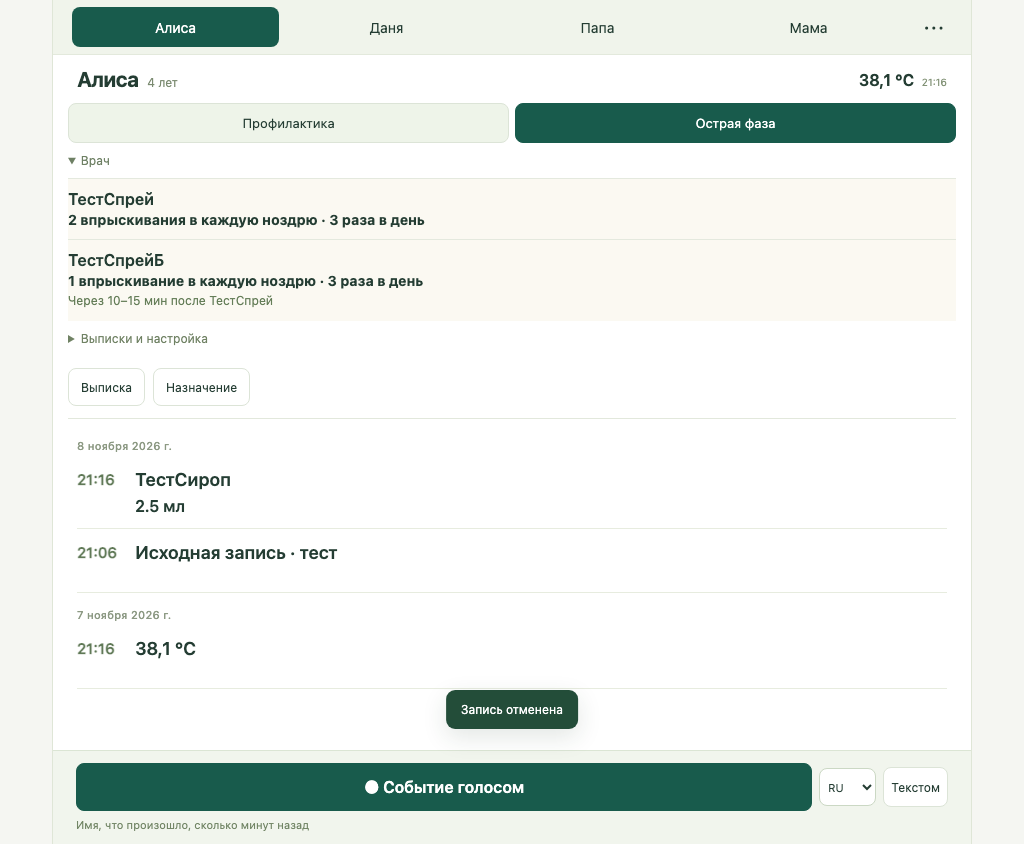 Алиса Даня Папа Мама ...
Алиса 4 лет 38,1 °C 21:16
Профилактика Острая фаза
▼ Врач
ТестСпрей
2 впрыскивания в каждую ноздрю · 3 раза в день
ТестСпрейБ
1 впрыскивание в каждую ноздрю · 3 раза в день
Через 10–15 мин после ТестСпрей
▶ Выписки и настройка
Выписка Назначение
8 ноября 2026 г.
21:16 ТестСироп
2.5 мл
21:06 Исходная запись · тест
7 ноября 2026 г.
21:16 38,1 °C
Запись отменена
Событие голосом RU Текстом
Имя, что произошло, сколько минут назад